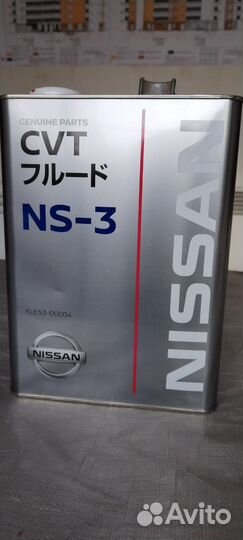 GENUINE PARTS
CVT
フルード
NS-3
KLE53-00004
NISSAN
NISSAN
Avito